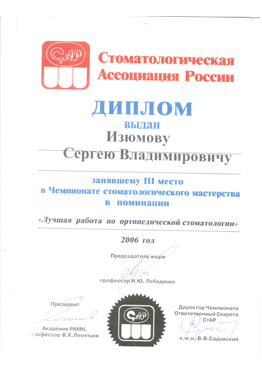 СтАР
Стоматологическая
Ассоциация России
ДИПЛОМ
выдан
Изюмову
Сергею Владимировичу
занявшему III место
в Чемпионате стоматологического мастерства
в номинации
«Лучшая работа по ортопедической стоматологии»
2006 год
Председатель жюри
профессор И.Ю. Лебеденко
Президент
Академик РАМН,
профессор В.К.Леонтьев
СтАР
Директор Чемпионата
Ответственный Секретарь
СтАР
к.м.н. В.В.Садовский